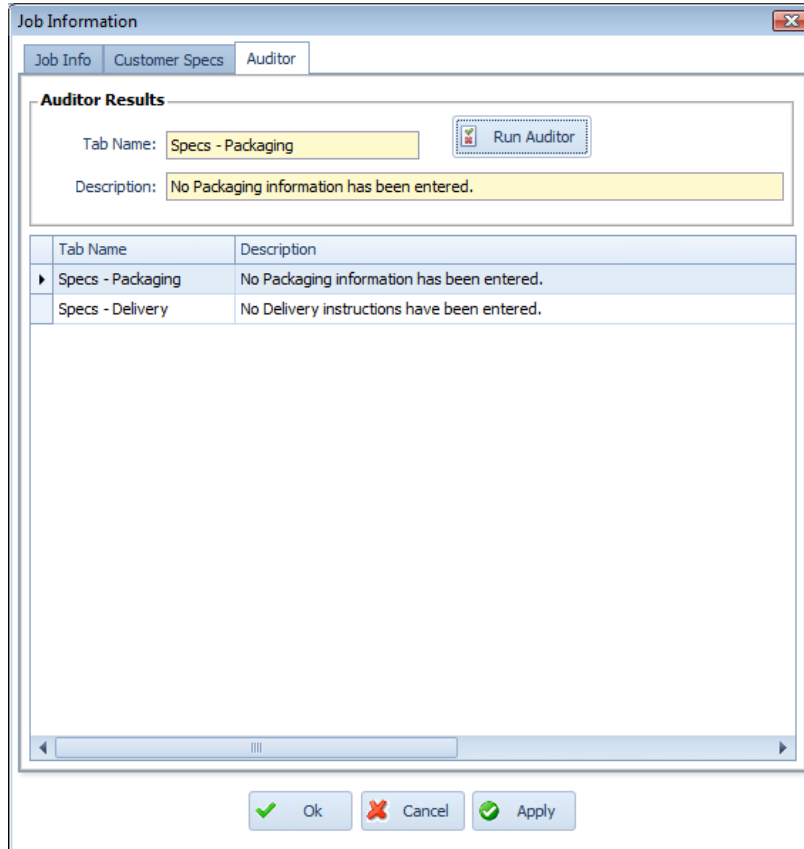 Job Information
Job Info Customer Specs Auditor
Auditor Results
Tab Name: Specs - Packaging Run Auditor
Description: No Packaging information has been entered.
Tab Name Description
Specs - Packaging No Packaging information has been entered.
Specs - Delivery No Delivery instructions have been entered.
Ok Cancel Apply